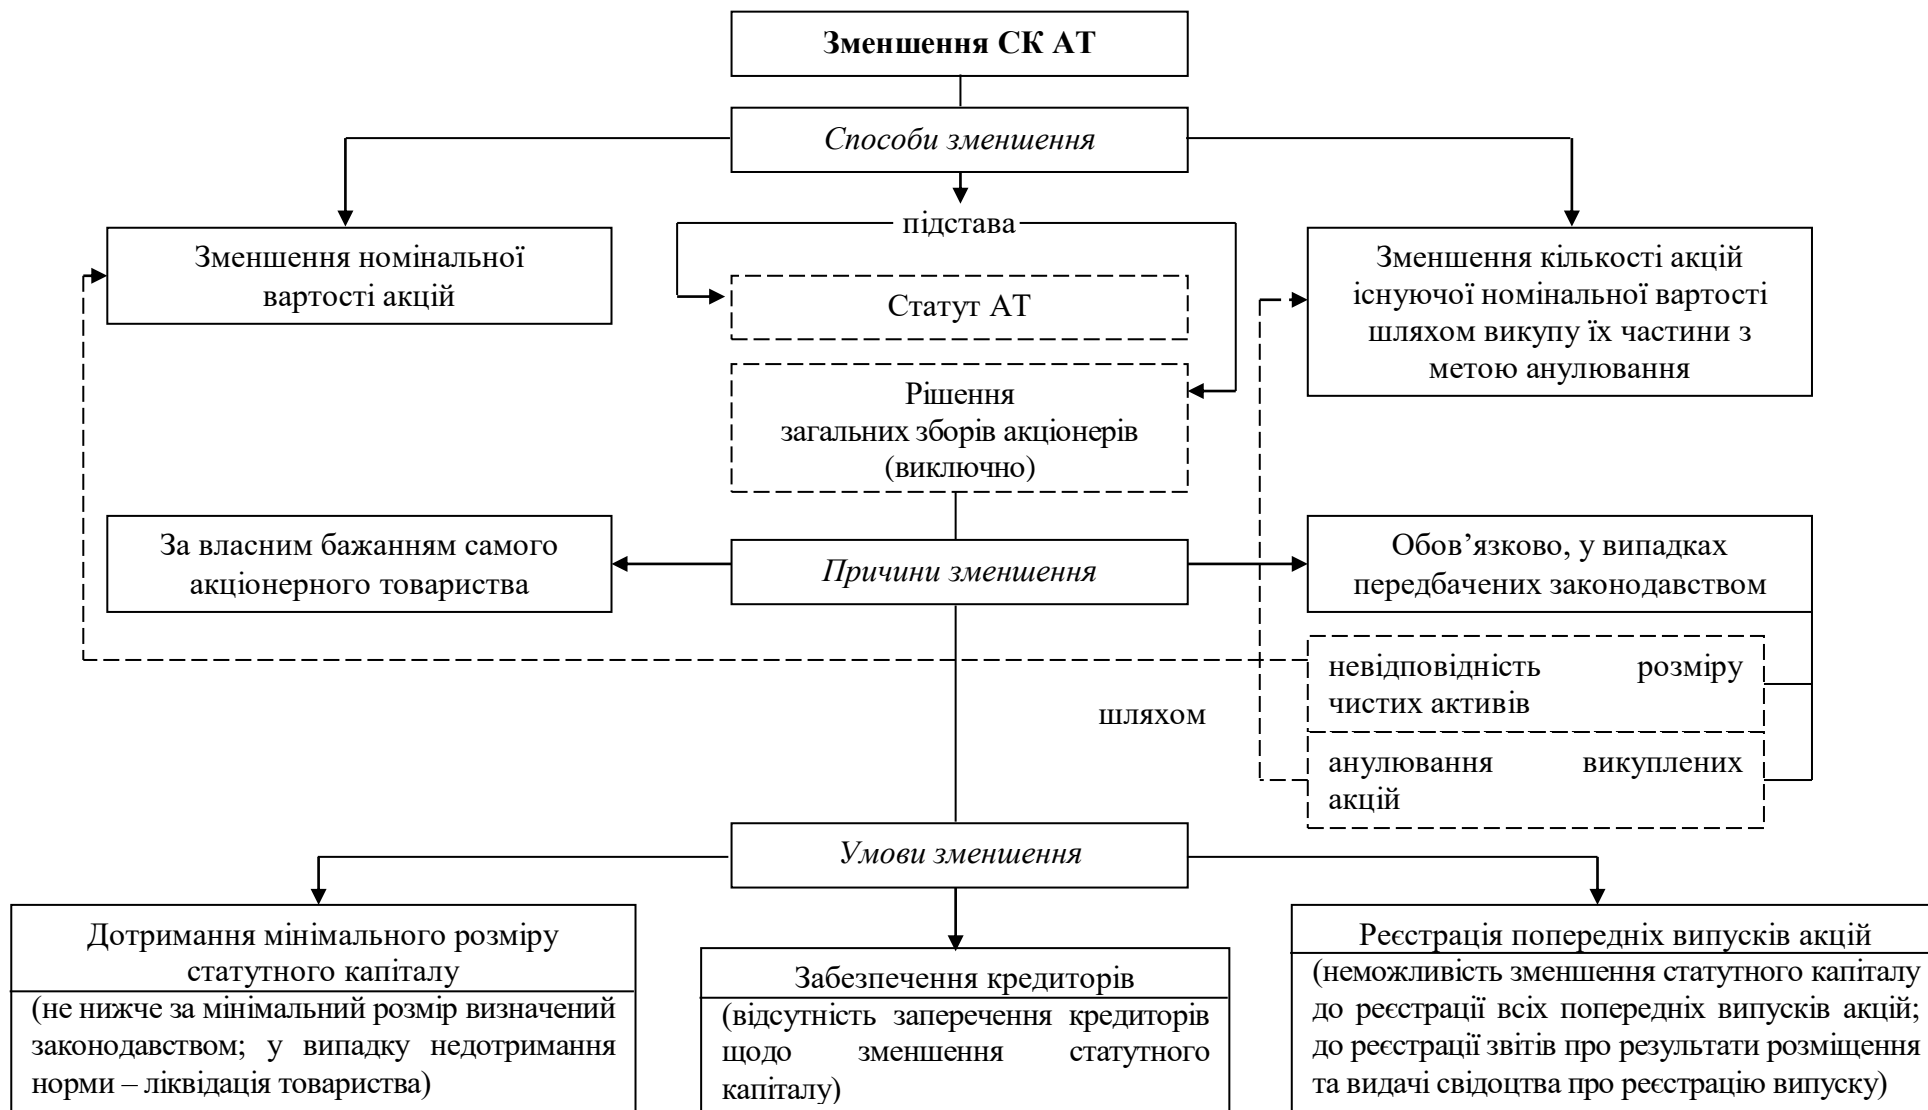 Зменшення СК АТ
Способи зменшення
підстава
Зменшення номінальної
вартості акцій
Статут АТ
Рішення
загальних зборів акціонерів
(виключно)
Зменшення кількості акцій
існуючої номінальної вартості
шляхом викупу їх частини з
метою анулювання
За власним бажанням самого
акціонерного товариства
Причини зменшення
Обов’язково, у випадках
передбачених законодавством
невідповідність розміру
чистих активів
шляхом
анулювання викуплених
акцій
Умови зменшення
Дотримання мінімального розміру
статутного капіталу
(не нижче за мінімальний розмір визначений
законодавством; у випадку недотримання
норми – ліквідація товариства)
Забезпечення кредиторів
(відсутність заперечення кредиторів
щодо зменшення статутного
капіталу)
Реєстрація попередніх випусків акцій
(неможливість зменшення статутного капіталу
до реєстрації всіх попередніх випусків акцій;
до реєстрації звітів про результати розміщення
та видачі свідоцтва про реєстрацію випуску)